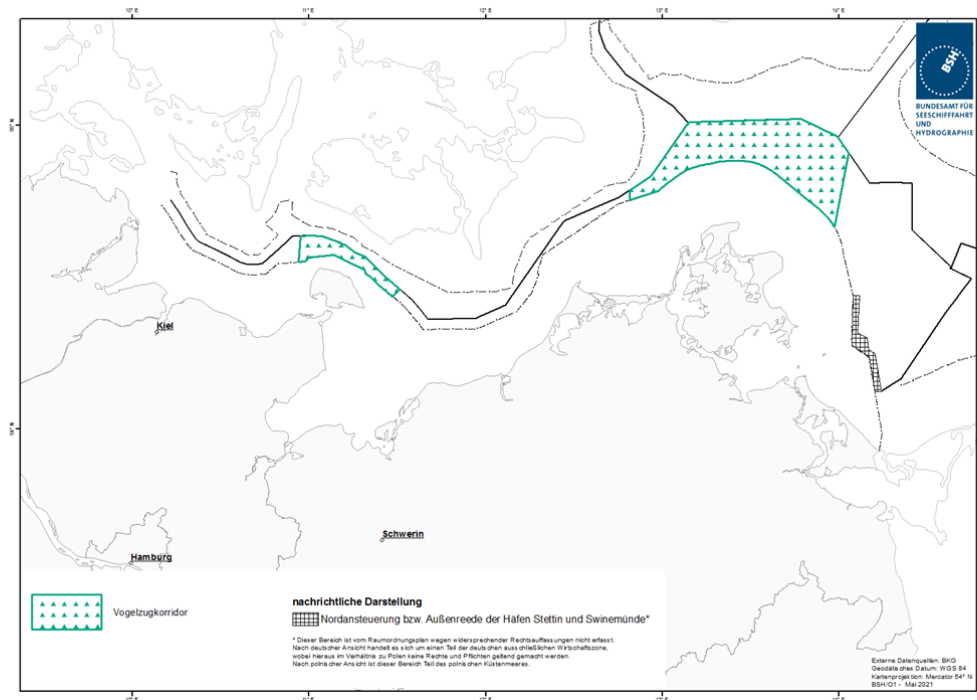 10° E 11° E 12° E 13° E 14° E
BSH
BUNDESAMT FÜR
SEESCHIFFFAHRT
UND
HYDROGRAPHIE
Kiel
54° N
Schwerin
Hamburg
Vogelzugkorridor
nachrichtliche Darstellung
Nordansteuerung bzw. Außenreede der Häfen Stettin und Swinemünde*
* Dieser Bereich ist vom Raumordnungsplan wegen widersprechender Rechtsauffassungen nicht erfasst.
Nach deutscher Ansicht handelt es sich um einen Teil der deutschen ausschließlichen Wirtschaftszone,
wobei hieraus im Verhältnis zu Polen keine Rechte und Pflichten geltend gemacht werden.
Nach polnischer Ansicht ist dieser Bereich Teil des polnischen Küstenmeeres.
Externe Datenquellen: BKG
Geodätisches Datum: WGS 84
Kartenprojektion: Mercator 54° N
BSH/O1 - Mai 2021